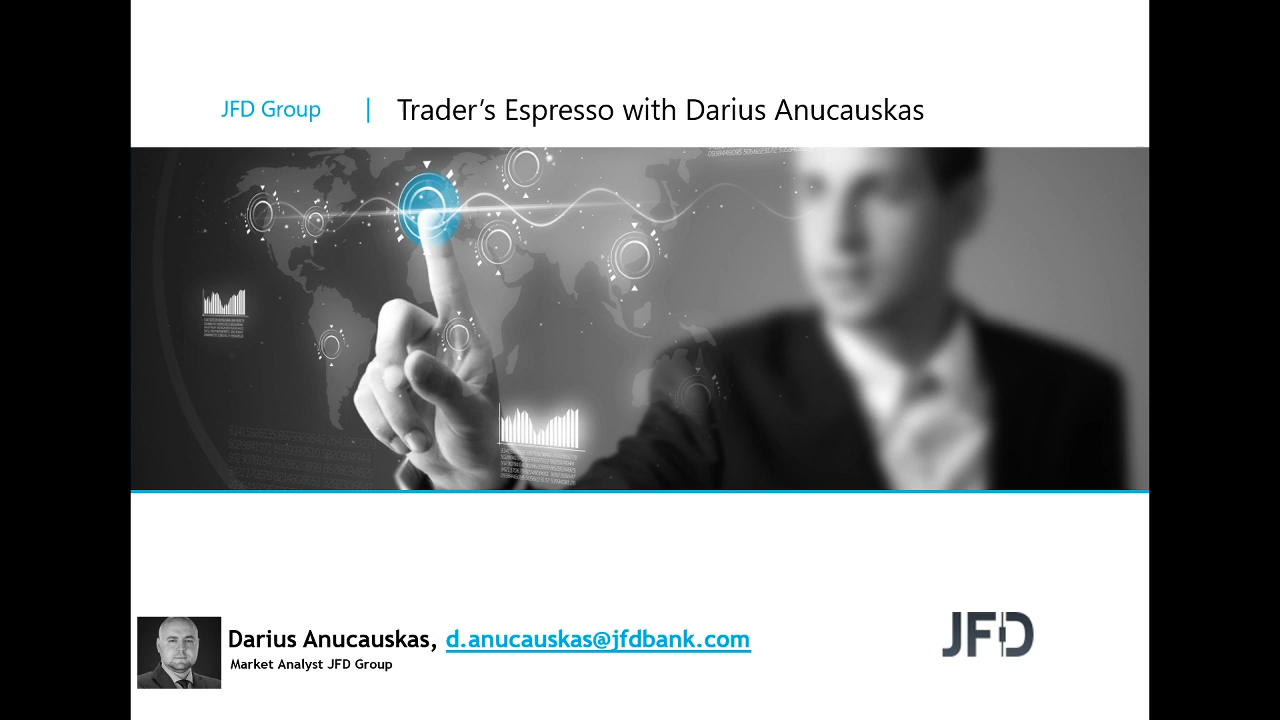 JFD Group | Trader’s Espresso with Darius Anucauskas
Darius Anucauskas, d.anucauskas@jfdbank.com
Market Analyst JFD Group
JFD